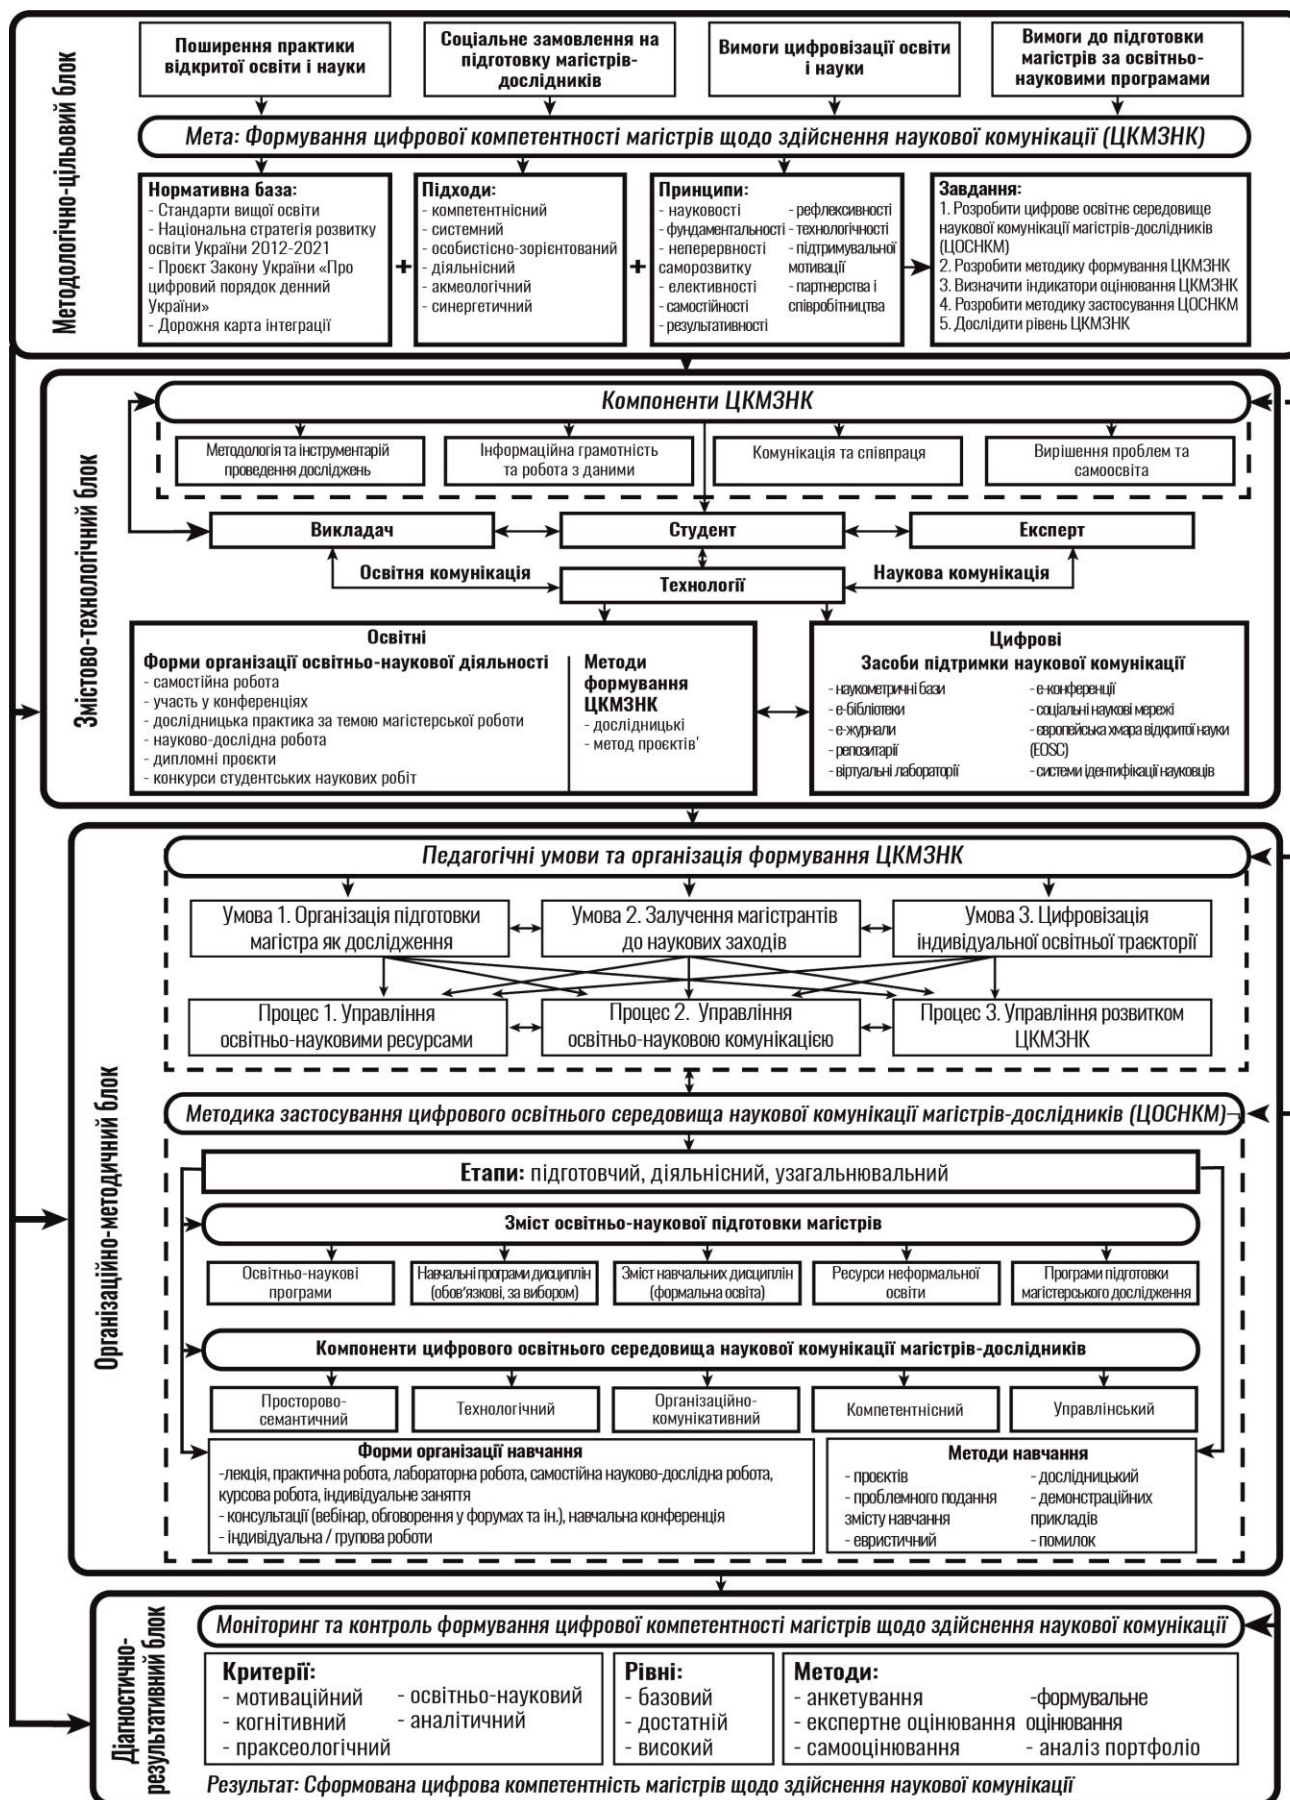 Методологічно-цільовий блок
Поширення практики
відкритої освіти і науки
Соціальне замовлення на
підготовку магістрів-
дослідників
Вимоги цифровізації освіти
і науки
Вимоги до підготовки
магістрів за освітньо-
науковими програмами
Мета: Формування цифрової компетентності магістрів щодо здійснення наукової комунікації (ЦКМЗНК)
Нормативна база:
- Стандарти вищої освіти
- Національна стратегія розвитку
освіти України 2012-2021
- Проєкт Закону України «Про
цифровий порядок денний
України»
- Дорожня карта інтеграції
+
Підходи:
- компетентнісний
- системний
- особистісно-зорієнтований
- діяльнісний
- акмеологічний
- синергетичний
+
Принципи:
- науковості
- фундаментальності
- неперервності
саморозвитку
- елективності
- самостійності
- результативності
- рефлексивності
- технологічності
- підтримувальної
мотивації
- партнерства і
співробітництва
Завдання:
1. Розробити цифрове освітнє середовище
наукової комунікації магістрів-дослідників
(ЦОСНКМ)
2. Розробити методику формування ЦКМЗНК
3. Визначити індикатори оцінювання ЦКМЗНК
4. Розробити методику застосування ЦОСНКМ
5. Дослідити рівень ЦКМЗНК
Змістово-технологічний блок
Компоненти ЦКМЗНК
Методологія та інструментарій
проведення досліджень
Інформаційна грамотність
та робота з даними
Комунікація та співпраця
Вирішення проблем та
самоосвіта
Викладач
Студент
Експерт
Освітня комунікація
Наукова комунікація
Технології
Освітні
Форми організації освітньо-наукової діяльності
- самостійна робота
- участь у конференціях
- дослідницька практика за темою магістерської роботи
- науково-дослідна робота
- дипломні проєкти
- конкурси студентських наукових робіт
Методи
формування
ЦКМЗНК
- дослідницькі
- метод проєктів'
Цифрові
Засоби підтримки наукової комунікації
- наукометричні бази
- е-бібліотеки
- е-журнали
- репозитарії
- віртуальні лабораторії
- е-конференції
- соціальні наукові мережі
- європейська хмара відкритої науки
(EOSC)
- системи ідентифікації науковців
Організаційно-методичний блок
Педагогічні умови та організація формування ЦКМЗНК
Умова 1. Організація підготовки
магістра як дослідження
Умова 2. Залучення магістрантів
до наукових заходів
Умова 3. Цифровізація
індивідуальної освітньої траєкторії
Процес 1. Управління
освітньо-науковими ресурсами
Процес 2. Управління
освітньо-науковою комунікацією
Процес 3. Управління розвитком
ЦКМЗНК
Методика застосування цифрового освітнього середовища наукової комунікації магістрів-дослідників (ЦОСНКМ)
Етапи: підготовчий, діяльнісний, узагальнювальний
Зміст освітньо-наукової підготовки магістрів
Освітньо-наукові
програми
Навчальні програми дисциплін
(обов'язкові, за вибором)
Зміст навчальних дисциплін
(формальна освіта)
Ресурси неформальної
освіти
Програми підготовки
магістерського дослідження
Компоненти цифрового освітнього середовища наукової комунікації магістрів-дослідників
Просторово-
семантичний
Технологічний
Організаційно-
комунікативний
Компетентнісний
Управлінський
Форми організації навчання
-лекція, практична робота, лабораторна робота, самостійна науково-дослідна робота,
курсова робота, індивідуальне заняття
- консультації (вебінар, обговорення у форумах та ін.), навчальна конференція
- індивідуальна / групова роботи
Методи навчання
- проєктів
- проблемного подання
змісту навчання
- евристичний
- дослідницький
- демонстраційних
прикладів
- помилок
Діагностично-
результативний блок
Моніторинг та контроль формування цифрової компетентності магістрів щодо здійснення наукової комунікації
Критерії:
- мотиваційний
- когнітивний
- праксеологічний
- освітньо-науковий
- аналітичний
Рівні:
- базовий
- достатній
- високий
Методи:
- анкетування
- експертне оцінювання
- самооцінювання
-формувальне
оцінювання
- аналіз портфоліо
Результат: Сформована цифрова компетентність магістрів щодо здійснення наукової комунікації